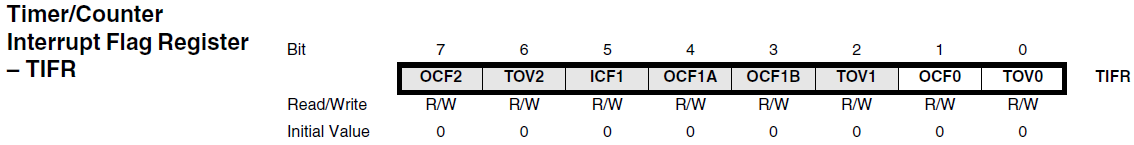 Timer/Counter
Interrupt Flag Register
– TIFR
Bit 7 6 5 4 3 2 1 0
OCF2 TOV2 ICF1 OCF1A OCF1B TOV1 OCF0 TOV0 TIFR
Read/Write R/W R/W R/W R/W R/W R/W R/W R/W
Initial Value 0 0 0 0 0 0 0 0